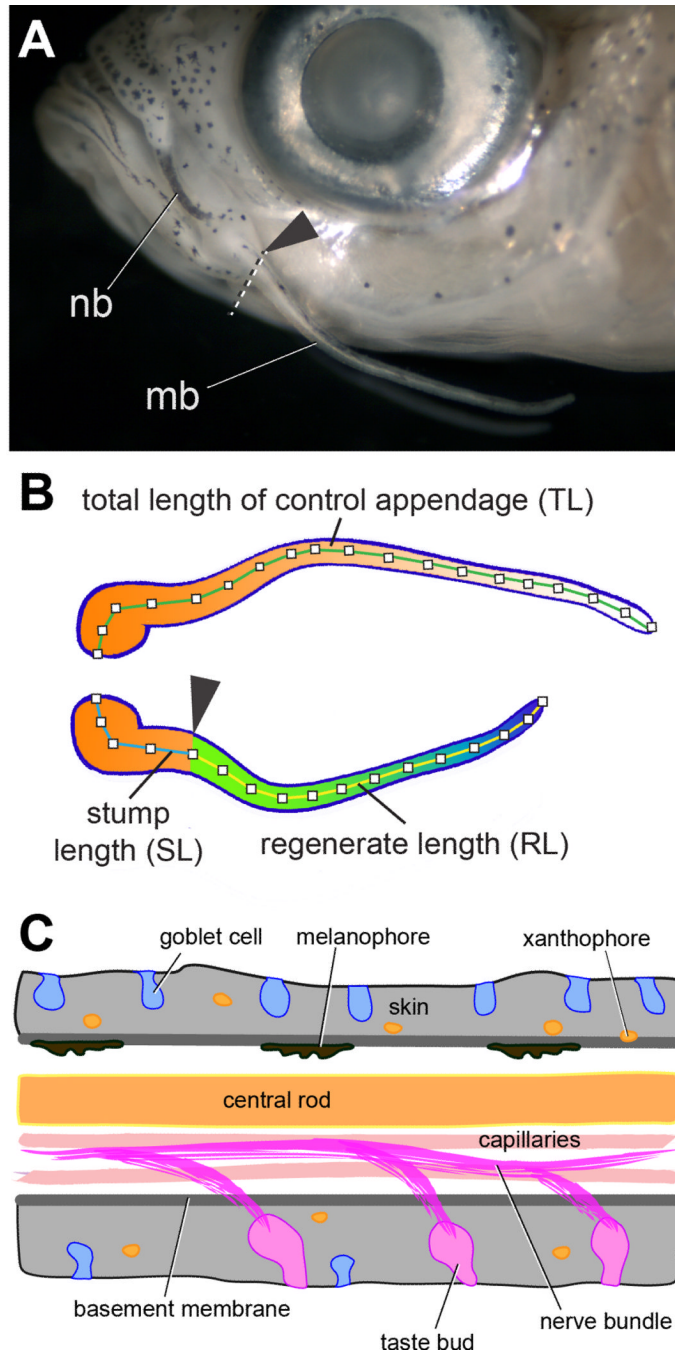 A
nb
mb
B
total length of control appendage (TL)
stump
length (SL)
regenerate length (RL)
C
goblet cell
melanophore
xanthophore
skin
central rod
capillaries
basement membrane
taste bud
nerve bundle